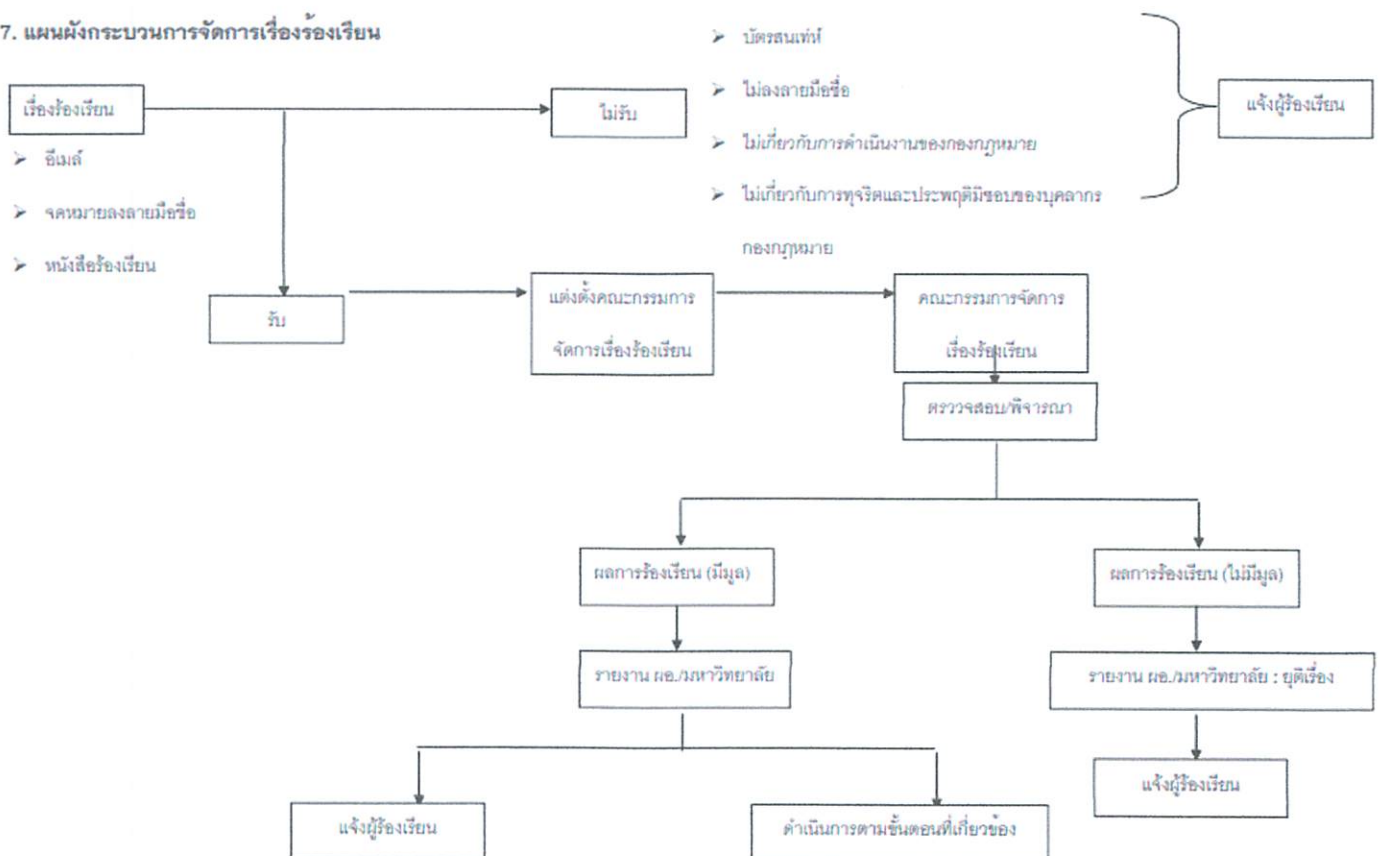 7. แผนผังกระบวนการจัดการเรื่องร้องเรียน
เรื่องร้องเรียน
➢ อีเมล์
➢ จดหมายลงลายมือชื่อ
➢ หนังสือร้องเรียน
ไม่รับ
➢ บัตรสนเท่ห์
➢ ไม่ลงลายมือชื่อ
➢ ไม่เกี่ยวกับการดำเนินงานของกองกฎหมาย
➢ ไม่เกี่ยวกับการทุจริตและประพฤติมิชอบของบุคลากร
กองกฎหมาย
แจ้งผู้ร้องเรียน
รับ
แต่งตั้งคณะกรรมการ
จัดการเรื่องร้องเรียน
คณะกรรมการจัดการ
เรื่องร้องเรียน
ตรวจสอบ/พิจารณา
ผลการร้องเรียน (มีมูล)
ผลการร้องเรียน (ไม่มีมูล)
รายงาน ผอ./มหาวิทยาลัย
รายงาน ผอ./มหาวิทยาลัย : ยุติเรื่อง
แจ้งผู้ร้องเรียน
แจ้งผู้ร้องเรียน
ดำเนินการตามขั้นตอนที่เกี่ยวข้อง